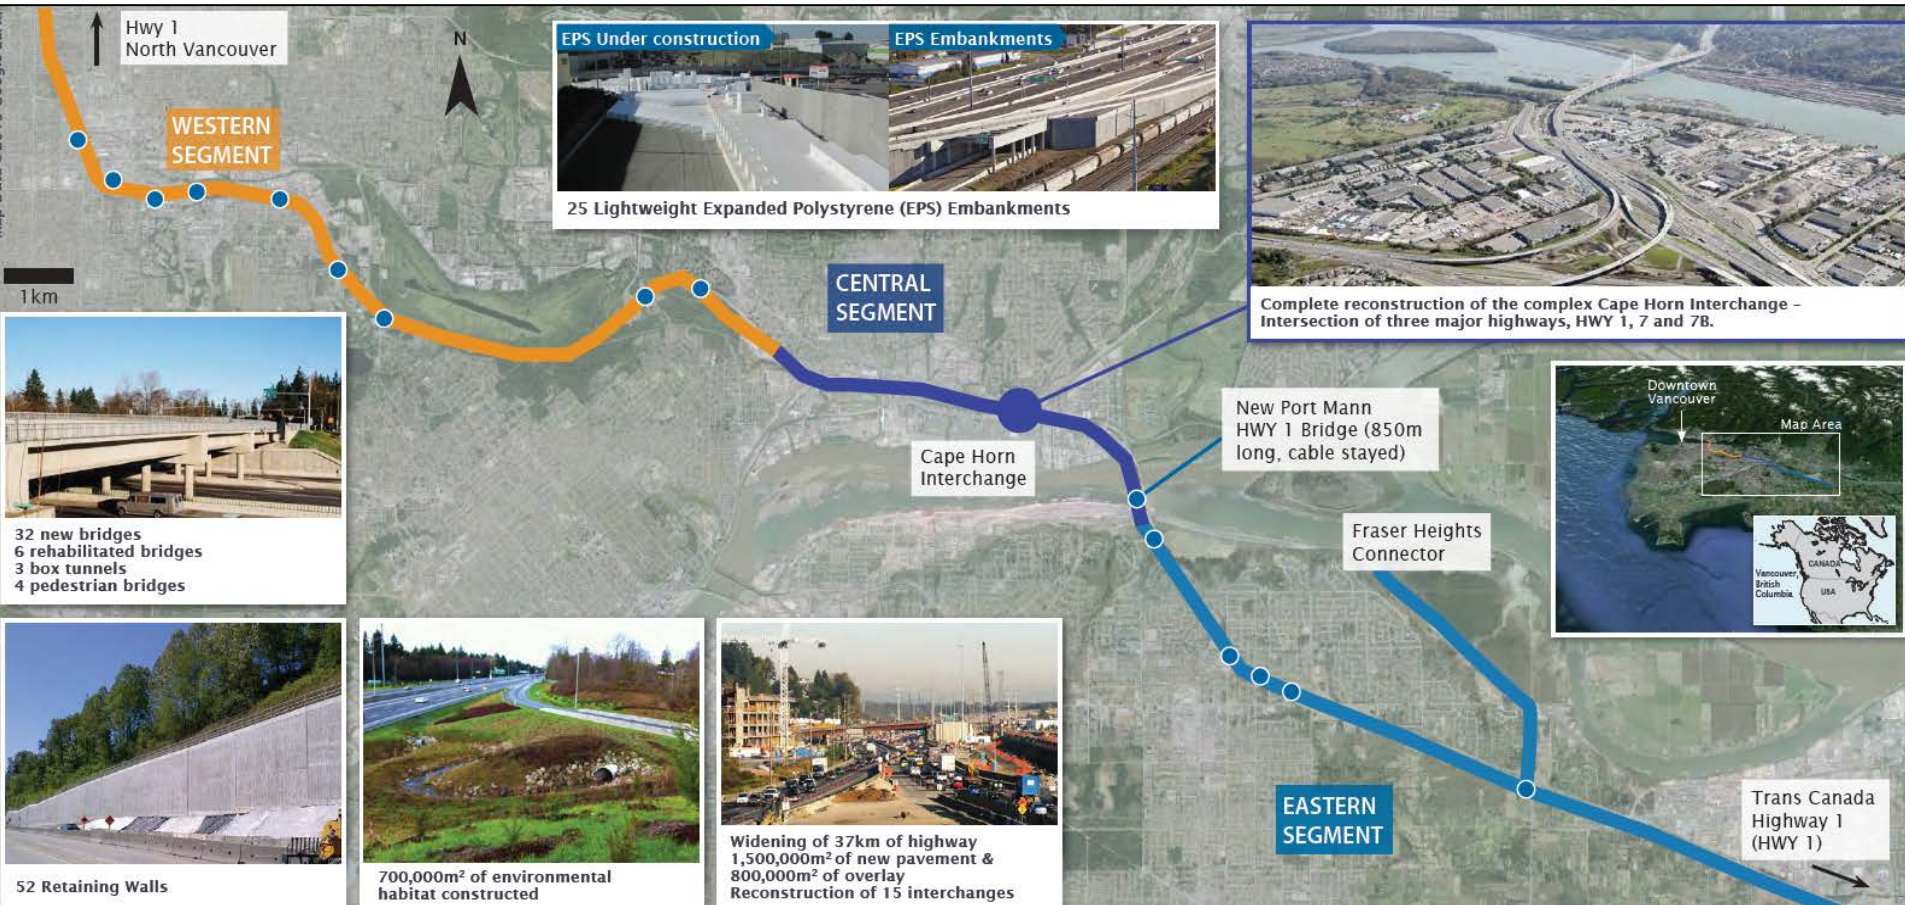 Hwy 1
North Vancouver
N
WESTERN
SEGMENT
1km
EPS Under construction
EPS Embankments
25 Lightweight Expanded Polystyrene (EPS) Embankments
CENTRAL
SEGMENT
Complete reconstruction of the complex Cape Horn Interchange –
Intersection of three major highways, HWY 1, 7 and 7B.
32 new bridges
6 rehabilitated bridges
3 box tunnels
4 pedestrian bridges
Cape Horn
Interchange
New Port Mann
HWY 1 Bridge (850m
long, cable stayed)
Fraser Heights
Connector
Downtown
Vancouver
Map Area
Vancouver,
British
Columbia
CANADA
USA
52 Retaining Walls
700,000m² of environmental
habitat constructed
Widening of 37km of highway
1,500,000m² of new pavement &
800,000m² of overlay
Reconstruction of 15 interchanges
EASTERN
SEGMENT
Trans Canada
Highway 1
(HWY 1)